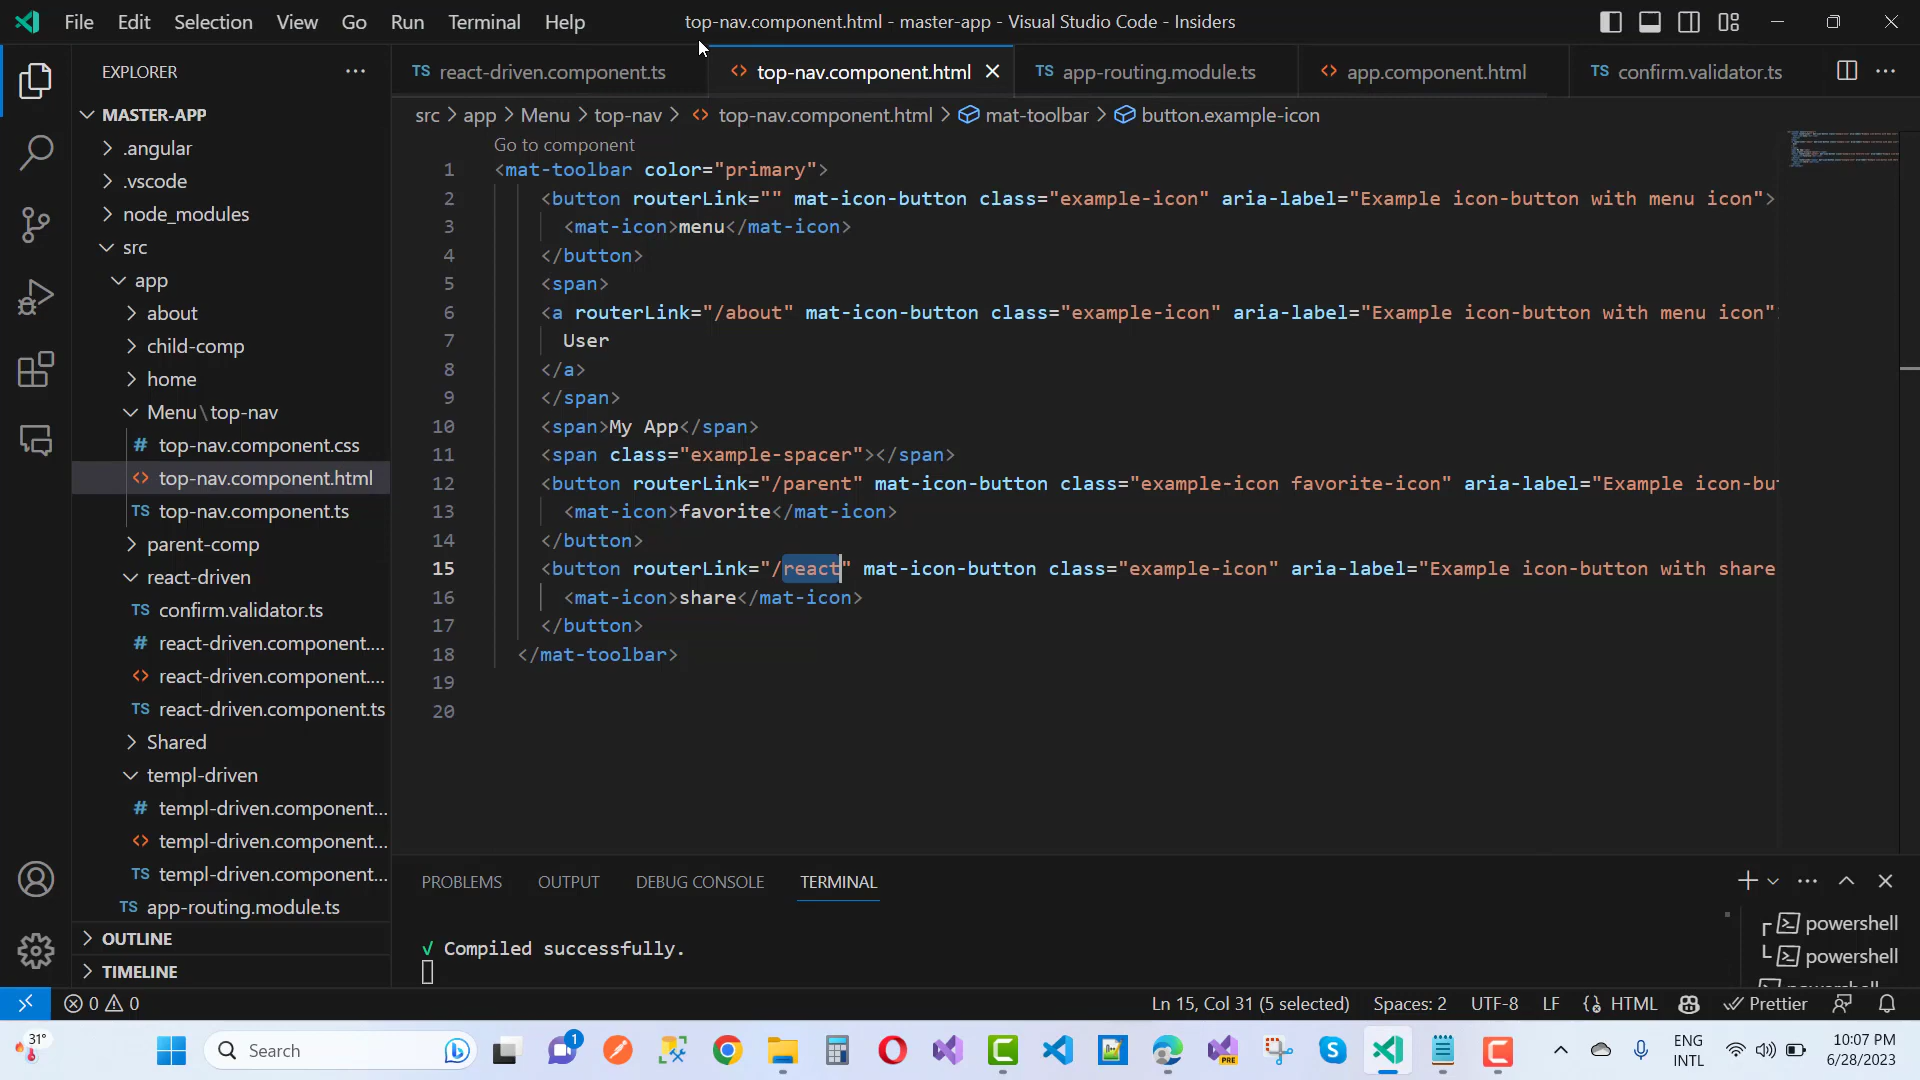 File Edit Selection View Go Run Terminal Help
top-nav.component.html - master-app - Visual Studio Code - Insiders
EXPLORER
MASTER-APP
.angular
.vscode
node_modules
src
app
about
child-comp
home
Menu\top-nav
# top-nav.component.css
<> top-nav.component.html
TS top-nav.component.ts
parent-comp
react-driven
TS confirm.validator.ts
# react-driven.component....
<> react-driven.component....
TS react-driven.component.ts
Shared
templ-driven
# templ-driven.component...
<> templ-driven.component...
TS templ-driven.component...
TS app-routing.module.ts
OUTLINE
TIMELINE
TS react-driven.component.ts
<> top-nav.component.html
TS app-routing.module.ts
<> app.component.html
TS confirm.validator.ts
src > app > Menu > top-nav > <> top-nav.component.html > mat-toolbar > button.example-icon
Go to component
1 <mat-toolbar color="primary">
2 <button routerLink="" mat-icon-button class="example-icon" aria-label="Example icon-button with menu icon">
3 <mat-icon>menu</mat-icon>
4 </button>
5 <span>
6 <a routerLink="/about" mat-icon-button class="example-icon" aria-label="Example icon-button with menu icon"
7 User
8 </a>
9 </span>
10 <span>My App</span>
11 <span class="example-spacer"></span>
12 <button routerLink="/parent" mat-icon-button class="example-icon favorite-icon" aria-label="Example icon-bu
13 <mat-icon>favorite</mat-icon>
14 </button>
15 <button routerLink="/react" mat-icon-button class="example-icon" aria-label="Example icon-button with share
16 <mat-icon>share</mat-icon>
17 </button>
18 </mat-toolbar>
19
20
PROBLEMS OUTPUT DEBUG CONSOLE TERMINAL
√ Compiled successfully.
powershell
powershell
0 0
Ln 15, Col 31 (5 selected) Spaces: 2 UTF-8 LF HTML Prettier
31°
Search
1
PRE
ENG
INTL
10:07 PM
6/28/2023